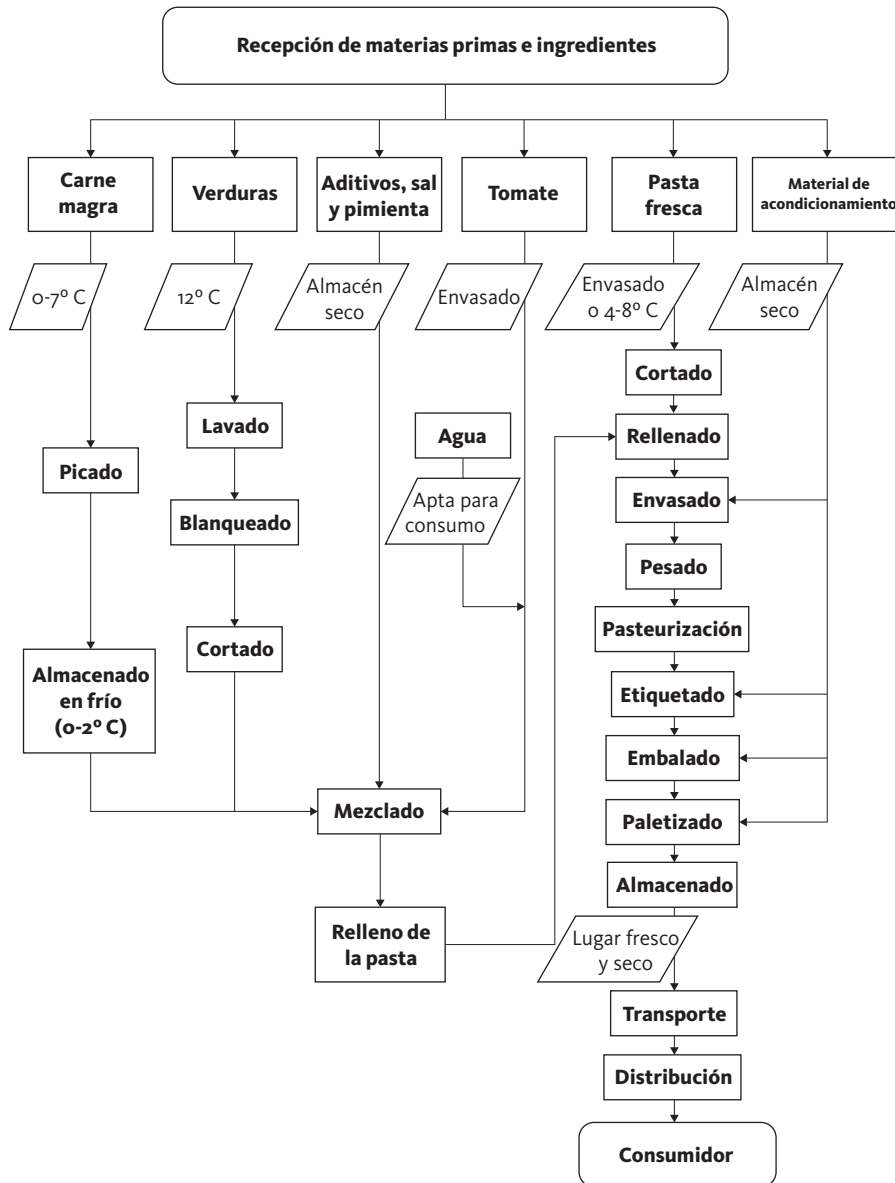 Recepción de materias primas e ingredientes
Carne
magra
Verduras
Aditivos, sal
y pimienta
Tomate
Pasta
fresca
Material de
acondicionamiento
0-7º C
12º C
Almacén
seco
Envasado
Envasado
o 4-8º C
Almacén
seco
Cortado
Lavado
Agua
Rellenado
Picado
Apta para
consumo
Envasado
Blanqueado
Pesado
Pasteurización
Cortado
Almacenado
en frío
(0-2º C)
Etiquetado
Embalado
Mezclado
Paletizado
Almacenado
Relleno de
la pasta
Lugar fresco
y seco
Transporte
Distribución
Consumidor